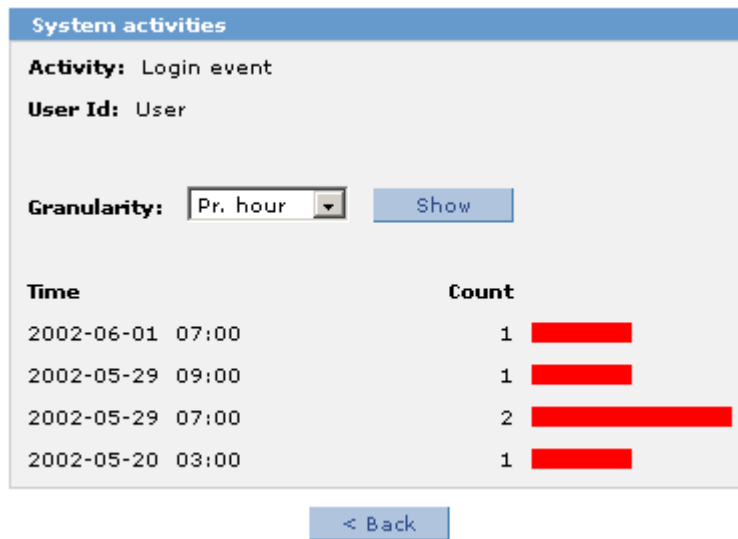 System activities
Activity: Login event
User Id: User
Granularity: Pr. hour Show
Time Count
2002-06-01 07:00 1
2002-05-29 09:00 1
2002-05-29 07:00 2
2002-05-20 03:00 1
< Back